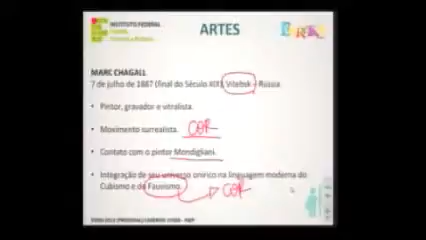 INSTITUTO FEDERAL
ARTES
MARC CHAGALL
7 de julho de 1887 (final do Século XIX), Vitebsk - Rússia.
• Pintor, gravador e vitralista.
• Movimento surrealista. COR
• Contato com o pintor Mondigliani.
• Integração de seu universo onírico na linguagem moderna do
Cubismo e do Fauvismo. COR